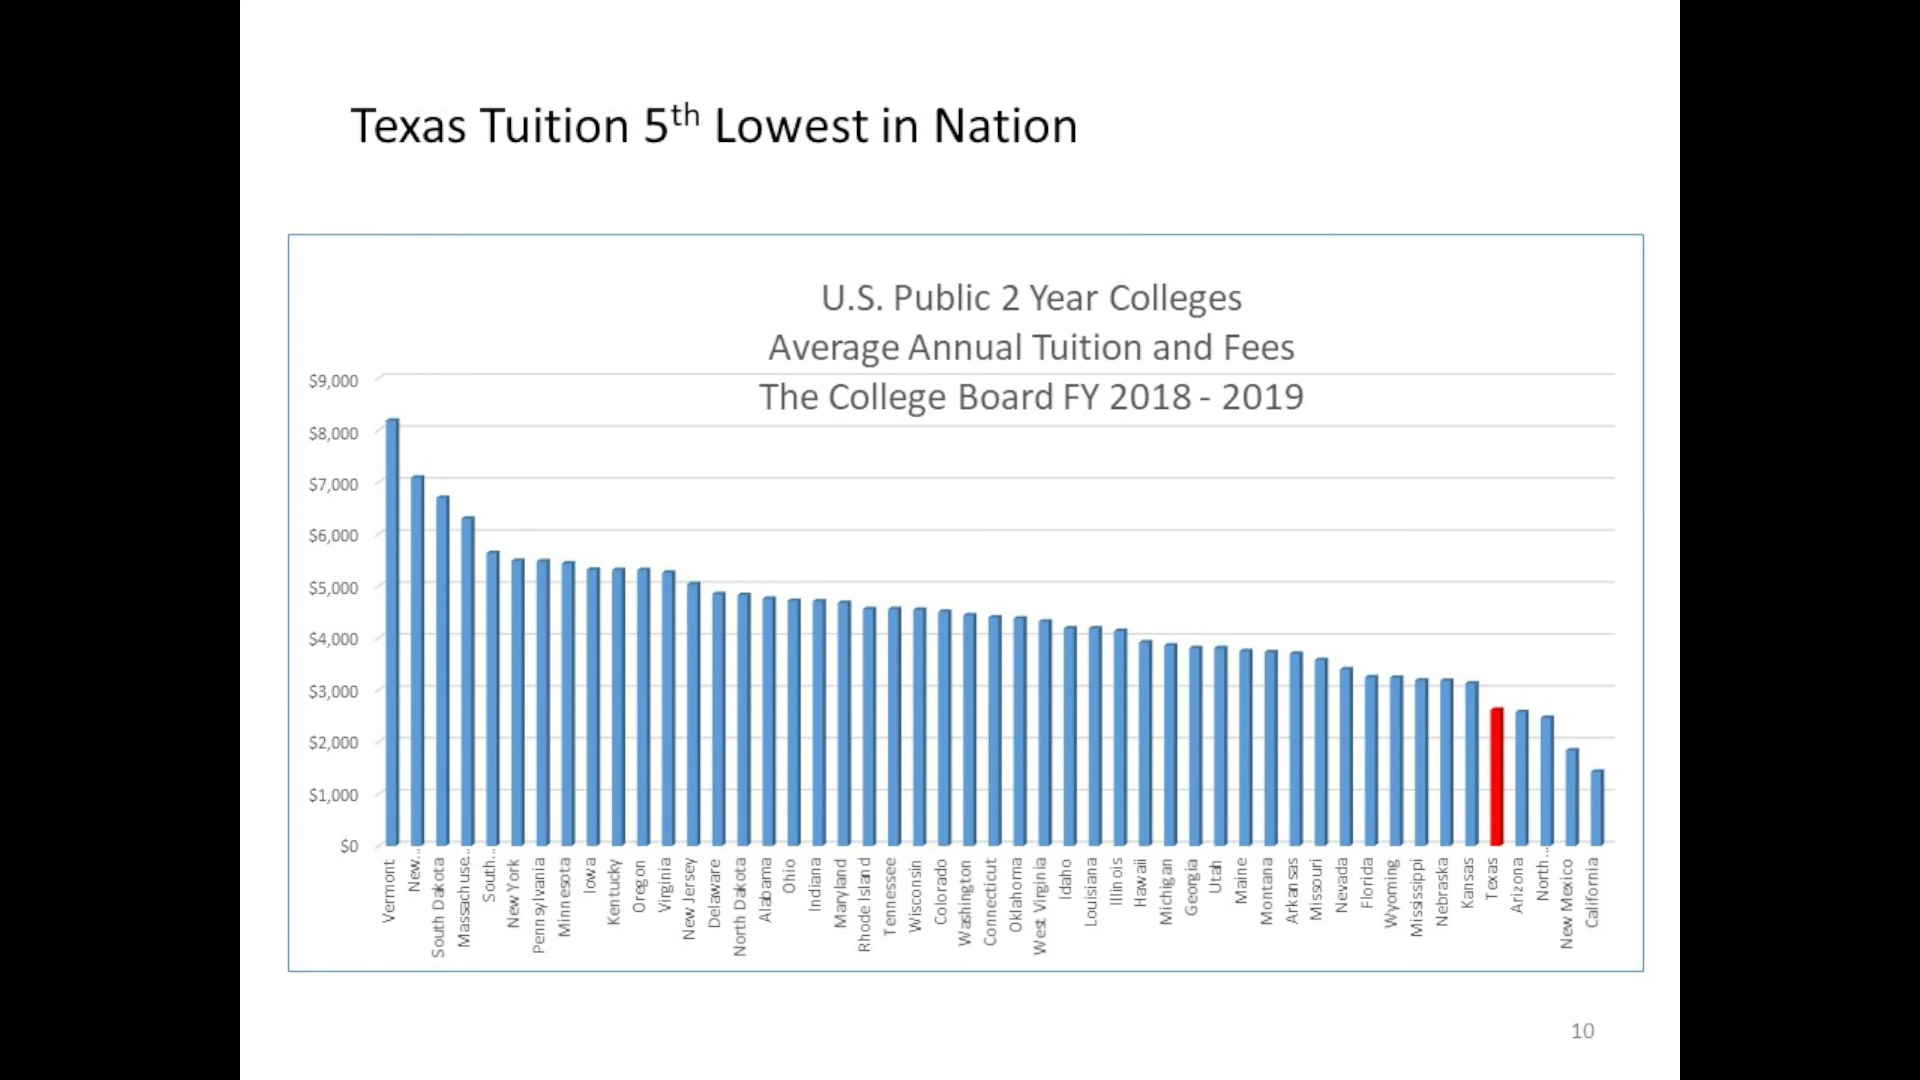 Texas Tuition 5th Lowest in Nation
U.S. Public 2 Year Colleges
Average Annual Tuition and Fees
The College Board FY 2018 - 2019
$9,000
$8,000
$7,000
$6,000
$5,000
$4,000
$3,000
$2,000
$1,000
$0
Vermont
New...
South Dakota
Massachuse...
South...
New York
Pennsylvania
Minnesota
Iowa
Kentucky
Oregon
Virginia
New Jersey
Delaware
North Dakota
Alabama
Ohio
Indiana
Maryland
Rhode Island
Tennessee
Wisconsin
Colorado
Washington
Connecticut
Oklahoma
West Virginia
Idaho
Louisiana
Illinois
Hawaii
Michigan
Georgia
Utah
Maine
Montana
Arkansas
Missouri
Nevada
Florida
Wyoming
Mississippi
Nebraska
Kansas
Texas
Arizona
North...
New Mexico
California
10